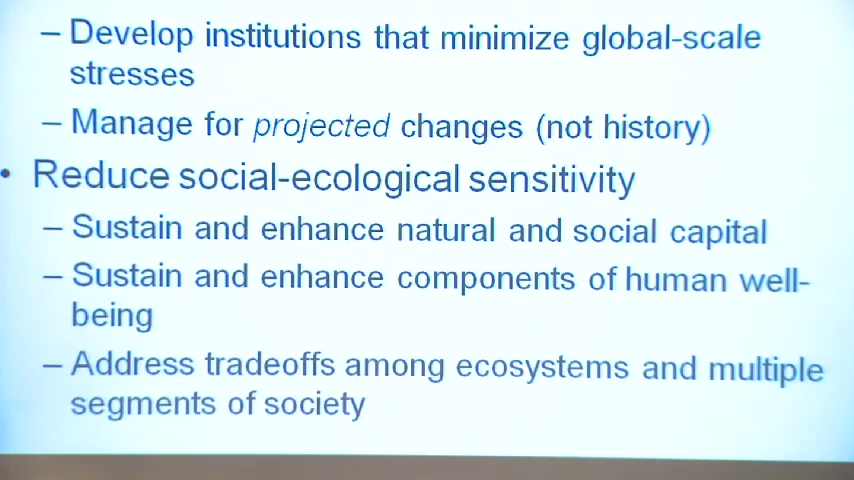 – Develop institutions that minimize global-scale
stresses
– Manage for projected changes (not history)
• Reduce social-ecological sensitivity
– Sustain and enhance natural and social capital
– Sustain and enhance components of human well-
being
– Address tradeoffs among ecosystems and multiple
segments of society